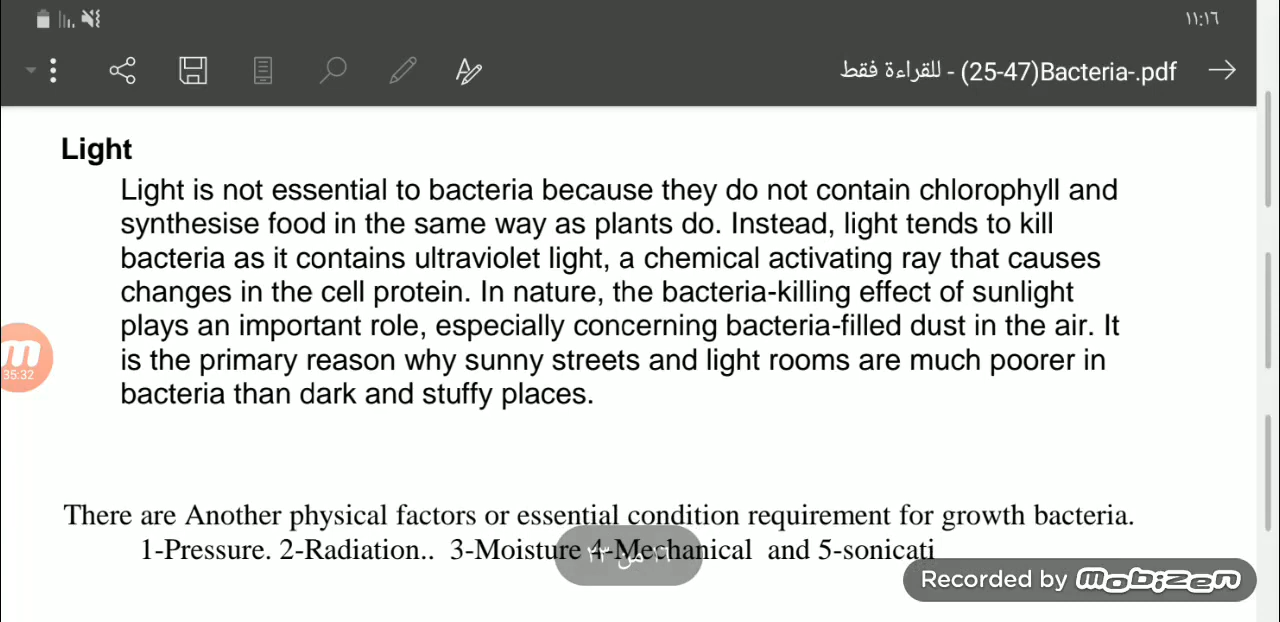 ١١:١٦
للقراءة فقط - (25-47)Bacteria-.pdf
Light
Light is not essential to bacteria because they do not contain chlorophyll and
synthesise food in the same way as plants do. Instead, light tends to kill
bacteria as it contains ultraviolet light, a chemical activating ray that causes
changes in the cell protein. In nature, the bacteria-killing effect of sunlight
plays an important role, especially concerning bacteria-filled dust in the air. It
is the primary reason why sunny streets and light rooms are much poorer in
bacteria than dark and stuffy places.
m
35:32
There are Another physical factors or essential condition requirement for growth bacteria.
1-Pressure. 2-Radiation.. 3-Moisture 4-Mechanical and 5-sonicati
من ٢٣
Recorded by mobizen